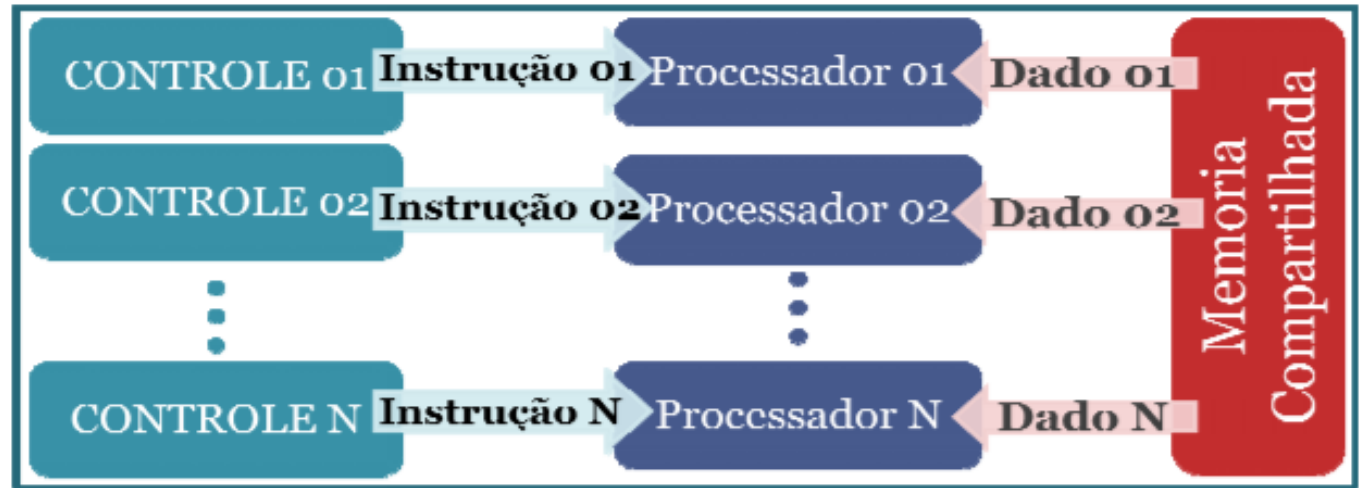 CONTROLE 01 Instrução 01 Processador 01 Dado 01
CONTROLE 02 Instrução 02 Processador 02 Dado 02
CONTROLE N Instrução N Processador N Dado N
Memoria
Compartilhada